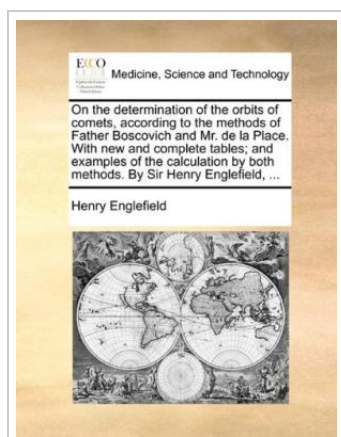 ECCO
Medicine, Science and Technology
On the determination of the orbits of
comets, according to the methods of
Father Boscovich and Mr. de la Place.
With new and complete tables; and
examples of the calculation by both
methods. By Sir Henry Englefield, ...
Henry Englefield